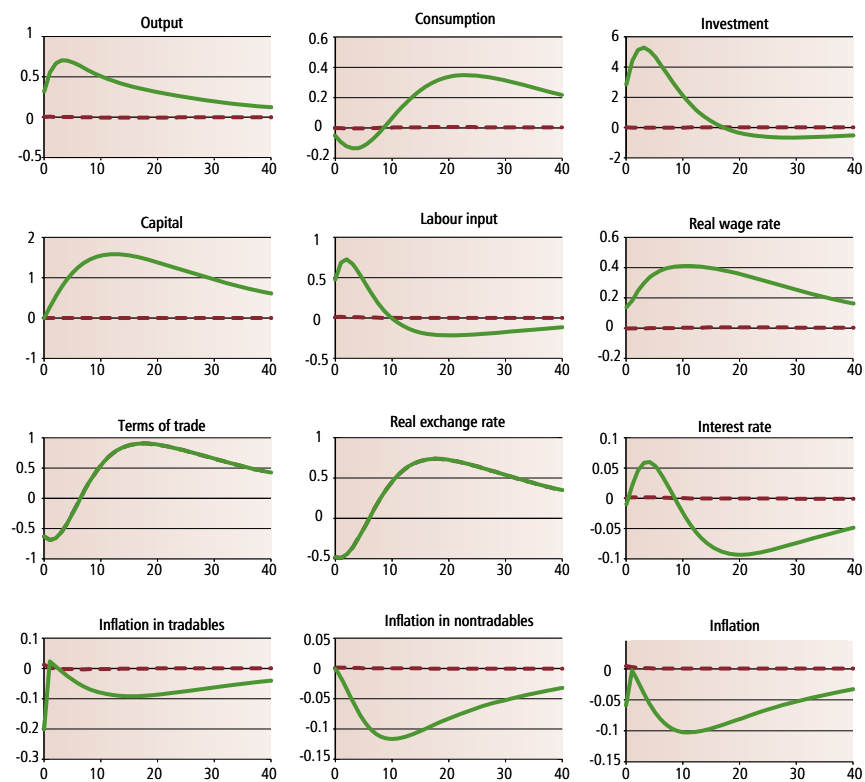 Output
1
0.5
0
-0.5
0 10 20 30 40
Consumption
0.6
0.4
0.2
0
-0.2
0 10 20 30 40
Investment
6
4
2
0
-2
0 10 20 30 40
Capital
2
1
0
-1
0 10 20 30 40
Labour input
1
0.5
0
-0.5
0 10 20 30 40
Real wage rate
0.6
0.4
0.2
0
-0.2
0 10 20 30 40
Terms of trade
1
0.5
0
-0.5
-1
0 10 20 30 40
Real exchange rate
1
0.5
0
-0.5
0 10 20 30 40
Interest rate
0.1
0.05
0
-0.05
-0.1
0 10 20 30 40
Inflation in tradables
0.1
0
-0.1
-0.2
-0.3
0 10 20 30 40
Inflation in nontradables
0.05
0
-0.05
-0.1
-0.15
0 10 20 30 40
Inflation
0
-0.05
-0.1
-0.15
0 10 20 30 40